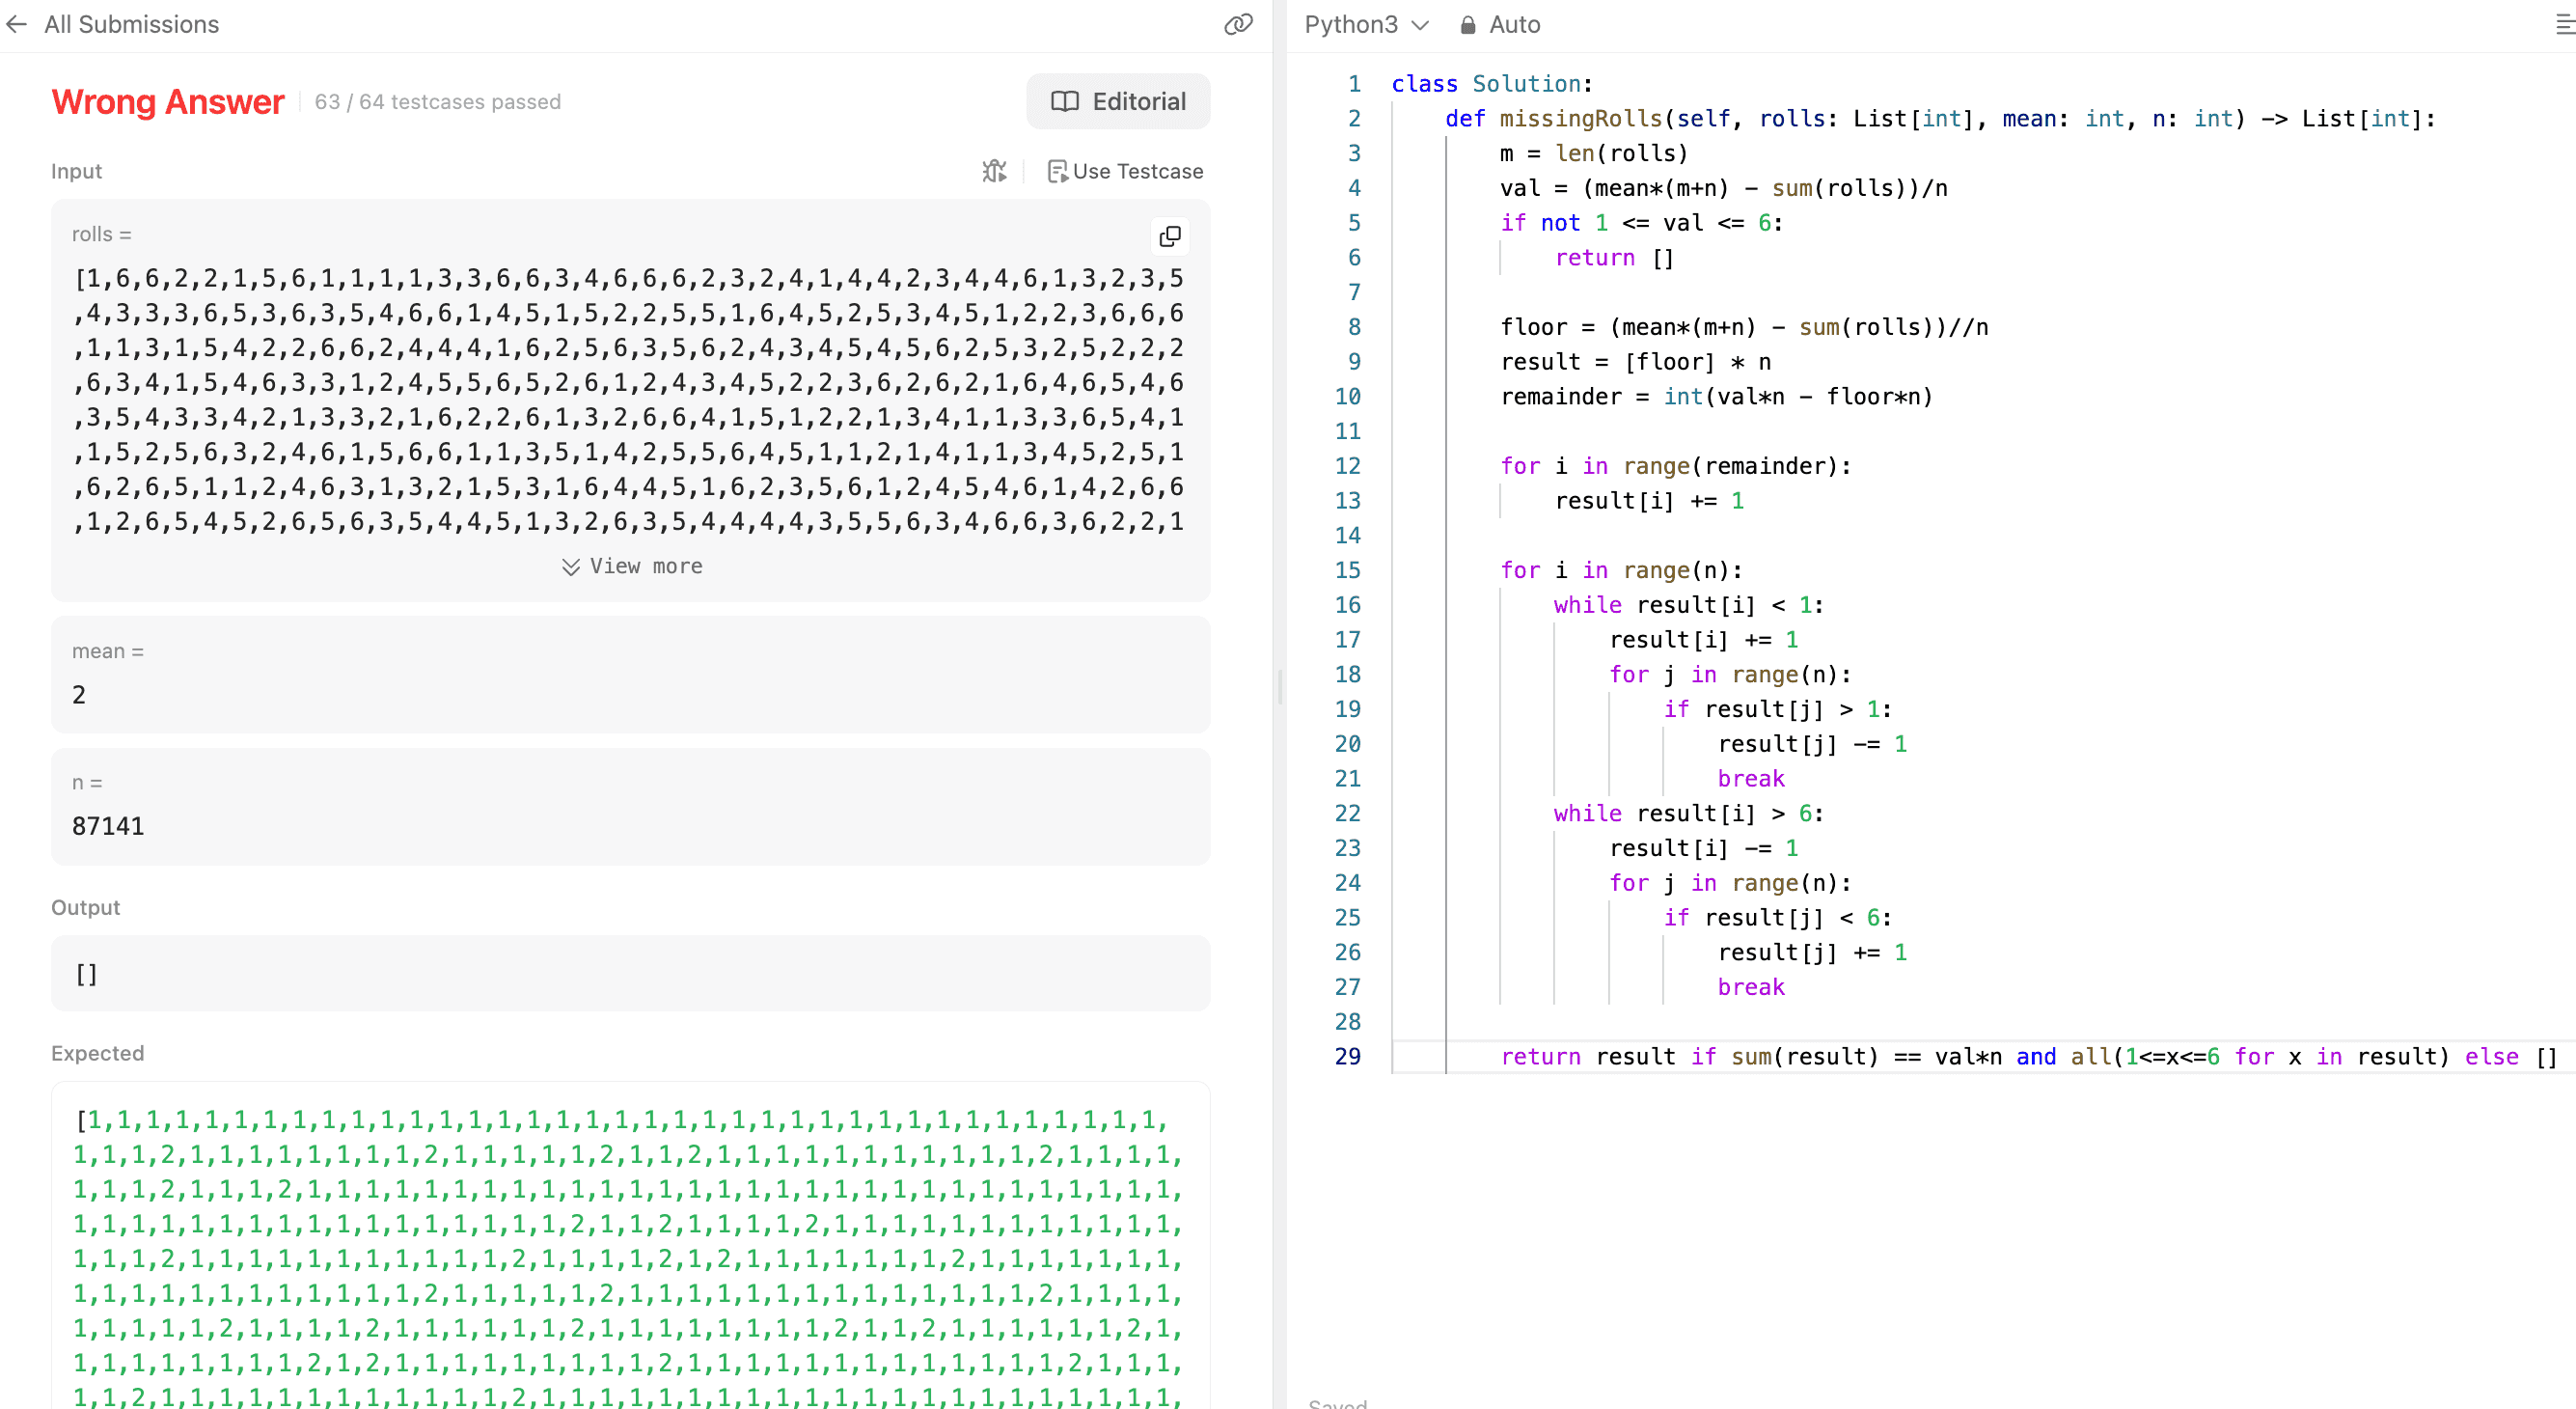 All Submissions
Wrong Answer
63 / 64 testcases passed
Editorial
Input
Use Testcase
rolls =
[1,6,6,2,2,1,5,6,1,1,1,1,3,3,6,6,3,4,6,6,6,2,3,2,4,1,4,4,2,3,4,4,6,1,3,2,3,5
,4,3,3,3,6,5,3,6,3,5,4,6,6,1,4,5,1,5,2,2,5,5,1,6,4,5,2,5,3,4,5,1,2,2,3,6,6,6
,1,1,3,1,5,4,2,2,6,6,2,4,4,4,1,6,2,5,6,3,5,6,2,4,3,4,5,4,5,6,2,5,3,2,5,2,2,2
,6,3,4,1,5,4,6,3,3,1,2,4,5,5,6,5,2,6,1,2,4,3,4,5,2,2,3,6,2,6,2,1,6,4,6,5,4,6
,3,5,4,3,3,4,2,1,3,3,2,1,6,2,2,6,1,3,2,6,6,4,1,5,1,2,2,1,3,4,1,1,3,3,6,5,4,1
,1,5,2,5,6,3,2,4,6,1,5,6,6,1,1,3,5,1,4,2,5,5,6,4,5,1,1,2,1,4,1,1,3,4,5,2,5,1
,6,2,6,5,1,1,2,4,6,3,1,3,2,1,5,3,1,6,4,4,5,1,6,2,3,5,6,1,2,4,5,4,6,1,4,2,6,6
,1,2,6,5,4,5,2,6,5,6,3,5,4,4,5,1,3,2,6,3,5,4,4,4,4,3,5,5,6,3,4,6,6,3,6,2,2,1
View more
mean =
2
n =
87141
Output
[]
Expected
[1,1,1,1,1,1,1,1,1,1,1,1,1,1,1,1,1,1,1,1,1,1,1,1,1,1,1,1,1,1,1,1,1,1,1,1,1,
1,1,1,2,1,1,1,1,1,1,1,1,2,1,1,1,1,1,2,1,1,2,1,1,1,1,1,1,1,1,1,1,1,2,1,1,1,1,
1,1,1,2,1,1,1,2,1,1,1,1,1,1,1,1,1,1,1,1,1,1,1,1,1,1,1,1,1,1,1,1,1,1,1,1,1,1,
1,1,1,1,1,1,1,1,1,1,1,1,1,1,1,1,1,2,1,1,2,1,1,1,1,2,1,1,1,1,1,1,1,1,1,1,1,1,
1,1,1,2,1,1,1,1,1,1,1,1,1,1,1,2,1,1,1,1,2,1,2,1,1,1,1,1,1,1,2,1,1,1,1,1,1,1,
1,1,1,1,1,1,1,1,1,1,1,1,2,1,1,1,1,1,2,1,1,1,1,1,1,1,1,1,1,1,1,1,1,2,1,1,1,1,
1,1,1,1,1,2,1,1,1,1,2,1,1,1,1,1,1,2,1,1,1,1,1,1,1,1,2,1,1,2,1,1,1,1,1,1,2,1,
1,1,1,1,1,1,1,1,2,1,2,1,1,1,1,1,1,1,1,1,2,1,1,1,1,1,1,1,1,1,1,1,1,1,2,1,1,1,
1,1,2,1,1,1,1,1,1,1,1,1,1,1,1,2,1,1,1,1,1,1,1,1,1,1,1,1,1,1,1,1,1,1,1,1,1,1,
Python3
Auto
1 class Solution:
2 def missingRolls(self, rolls: List[int], mean: int, n: int) -> List[int]:
3 m = len(rolls)
4 val = (mean*(m+n) - sum(rolls))/n
5 if not 1 <= val <= 6:
6 return []
7
8 floor = (mean*(m+n) - sum(rolls))//n
9 result = [floor] * n
10 remainder = int(val*n - floor*n)
11
12 for i in range(remainder):
13 result[i] += 1
14
15 for i in range(n):
16 while result[i] < 1:
17 result[i] += 1
18 for j in range(n):
19 if result[j] > 1:
20 result[j] -= 1
21 break
22 while result[i] > 6:
23 result[i] -= 1
24 for j in range(n):
25 if result[j] < 6:
26 result[j] += 1
27 break
28
29 return result if sum(result) == val*n and all(1<=x<=6 for x in result) else []
Saved